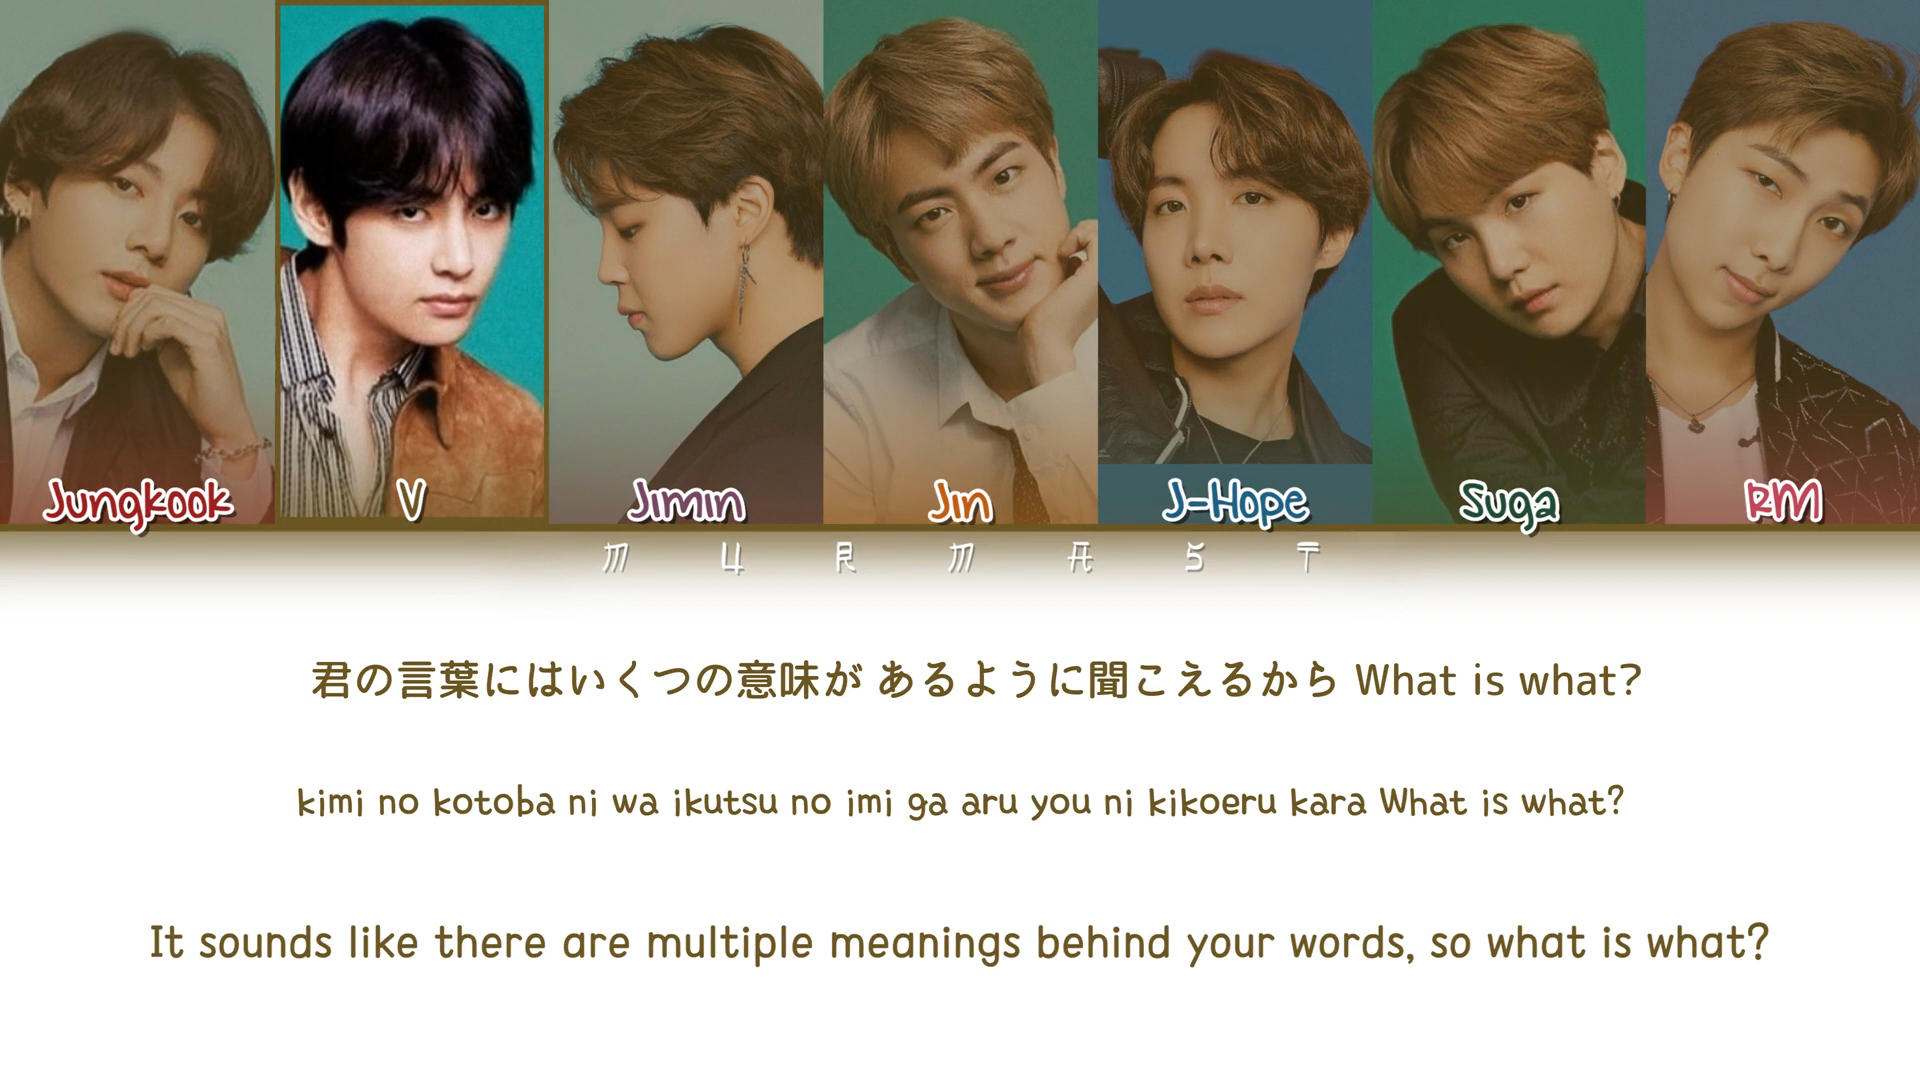 Jungkook V Jimin Jin J-Hope Suga RM
MURMAST
君の言葉にはいくつの意味が あるように聞こえるから What is what?
kimi no kotoba ni wa ikutsu no imi ga aru you ni kikoeru kara What is what?
It sounds like there are multiple meanings behind your words, so what is what?